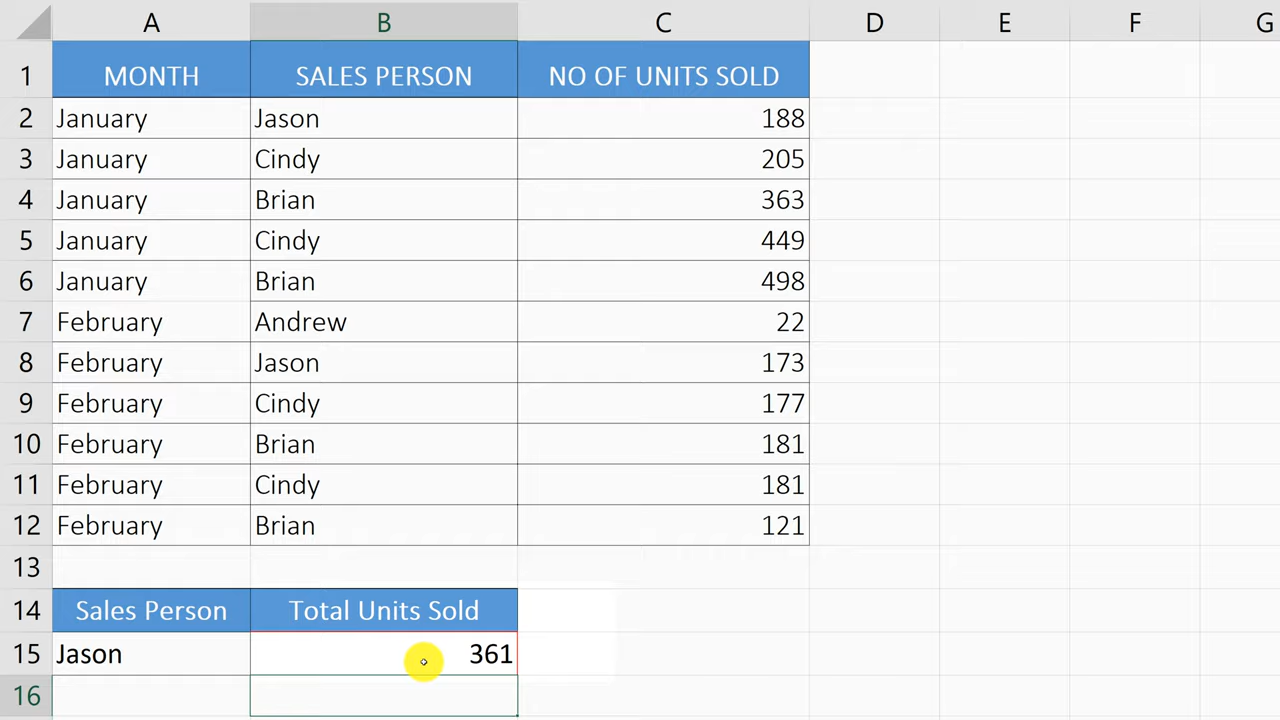 A B C D E F G
1 MONTH SALES PERSON NO OF UNITS SOLD
2 January Jason 188
3 January Cindy 205
4 January Brian 363
5 January Cindy 449
6 January Brian 498
7 February Andrew 22
8 February Jason 173
9 February Cindy 177
10 February Brian 181
11 February Cindy 181
12 February Brian 121
13
14 Sales Person Total Units Sold
15 Jason 361
16